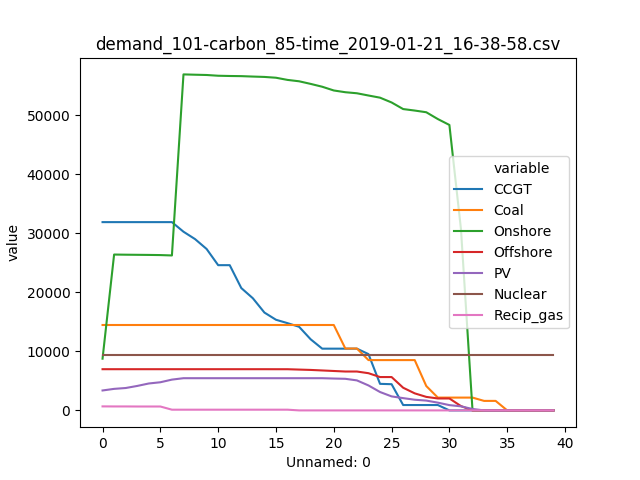 demand_101-carbon_85-time_2019-01-21_16-38-58.csv
value
50000
40000
30000
20000
10000
0
variable
CCGT
Coal
Onshore
Offshore
PV
Nuclear
Recip_gas
0 5 10 15 20 25 30 35 40
Unnamed: 0